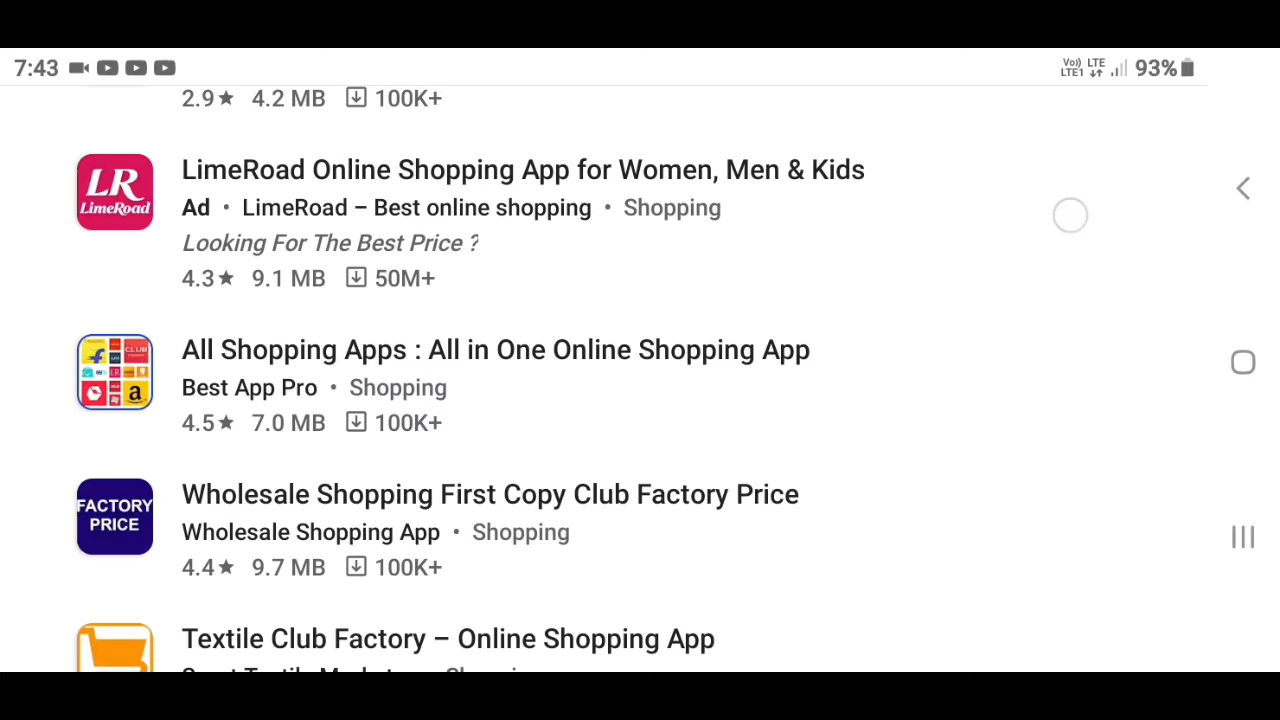 7:43 Voi) LTE LTE1 93%
2.9★ 4.2 MB 100K+
LimeRoad Online Shopping App for Women, Men & Kids
LR
LimeRoad
Ad • LimeRoad – Best online shopping • Shopping
Looking For The Best Price ?
4.3★ 9.1 MB 50M+
All Shopping Apps : All in One Online Shopping App
CLUB
a
Best App Pro • Shopping
4.5★ 7.0 MB 100K+
Wholesale Shopping First Copy Club Factory Price
FACTORY
PRICE
Wholesale Shopping App • Shopping
4.4★ 9.7 MB 100K+
Textile Club Factory – Online Shopping App